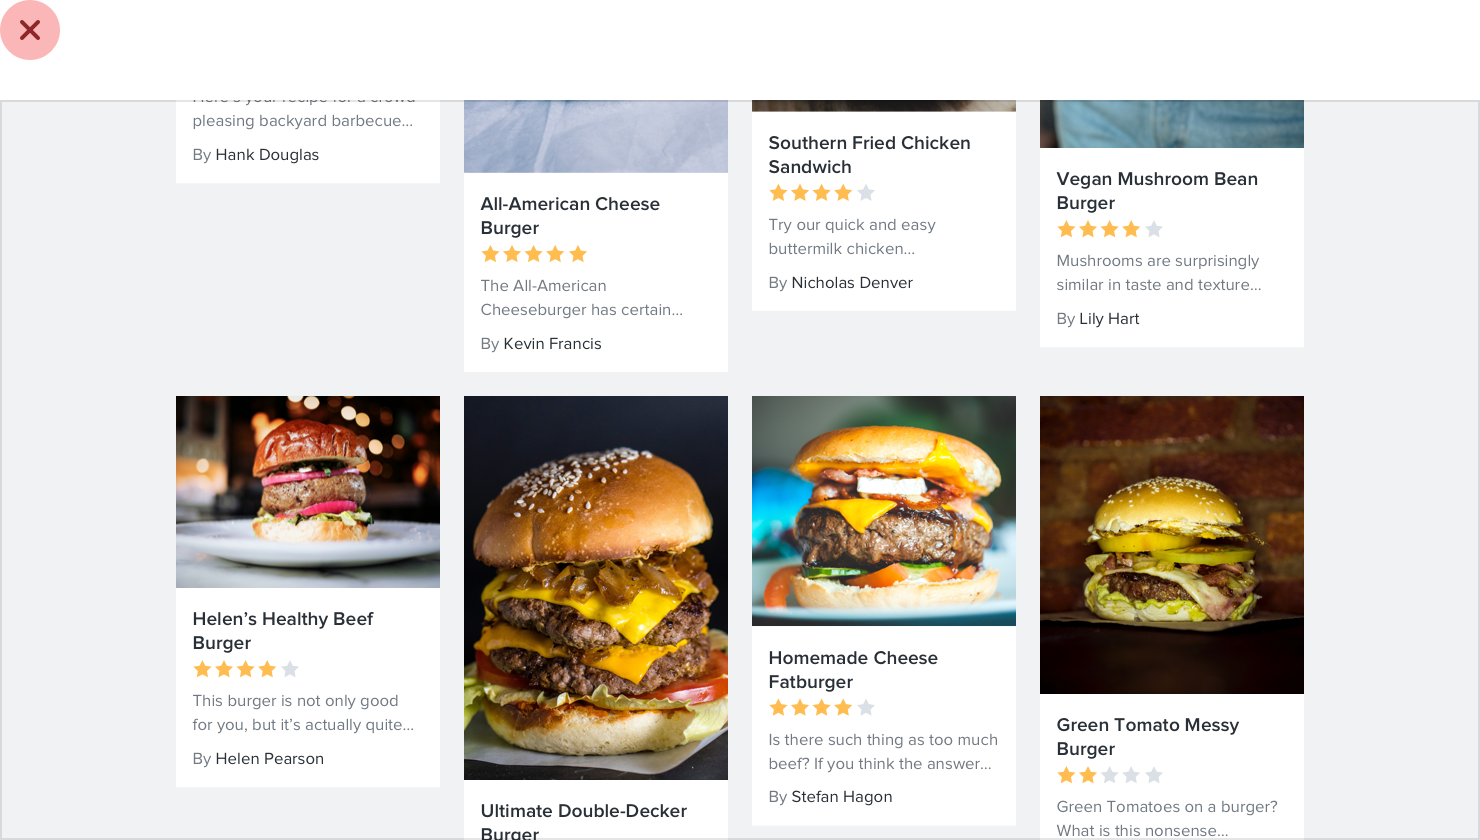 Here's your recipe for a crowd
pleasing backyard barbecue...
By Hank Douglas
All-American Cheese
Burger
The All-American
Cheeseburger has certain...
By Kevin Francis
Southern Fried Chicken
Sandwich
Try our quick and easy
buttermilk chicken...
By Nicholas Denver
Vegan Mushroom Bean
Burger
Mushrooms are surprisingly
similar in taste and texture...
By Lily Hart
Helen’s Healthy Beef
Burger
This burger is not only good
for you, but it’s actually quite...
By Helen Pearson
Ultimate Double-Decker
Burger
Homemade Cheese
Fatburger
Is there such thing as too much
beef? If you think the answer...
By Stefan Hagon
Green Tomato Messy
Burger
Green Tomatoes on a burger?
What is this nonsense...